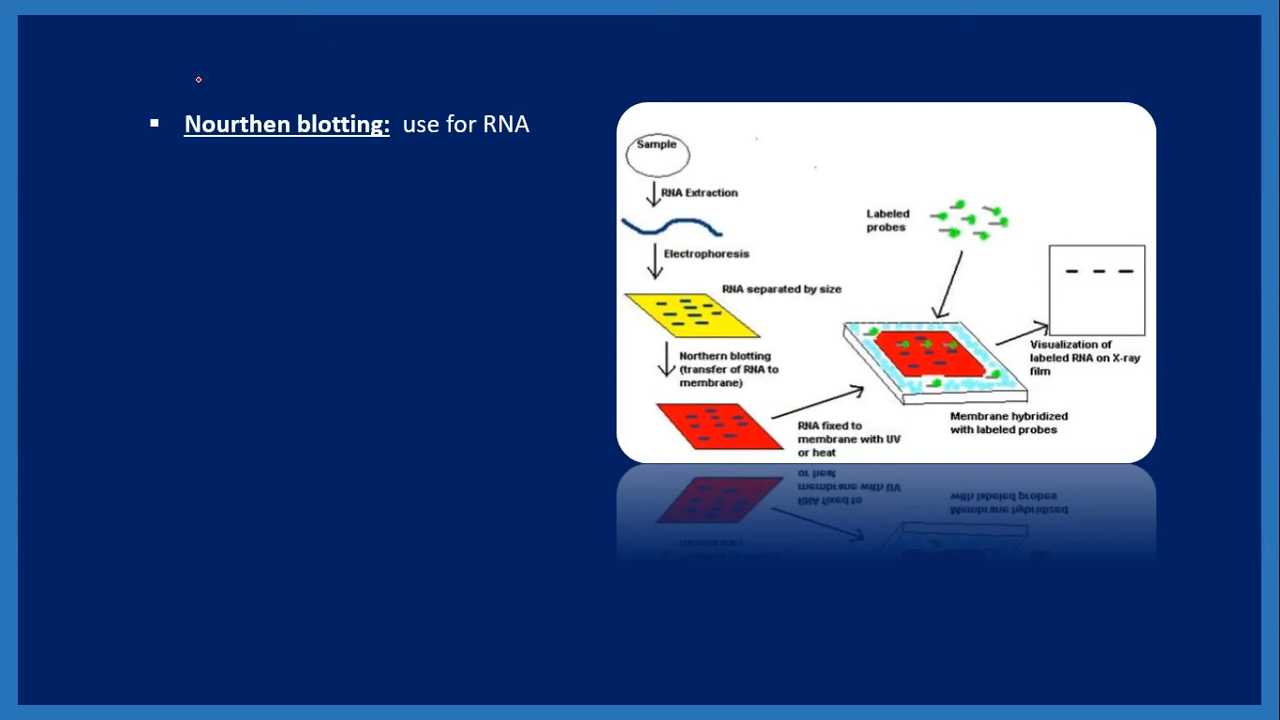 ▪ Nourthen blotting: use for RNA
Sample
RNA Extraction
Electrophoresis
RNA separated by size
Northern blotting
(transfer of RNA to
membrane)
RNA fixed to
membrane with UV
or heat
Labeled
probes
Membrane hybridized
with labeled probes
Visualization of
labeled RNA on X-ray
film